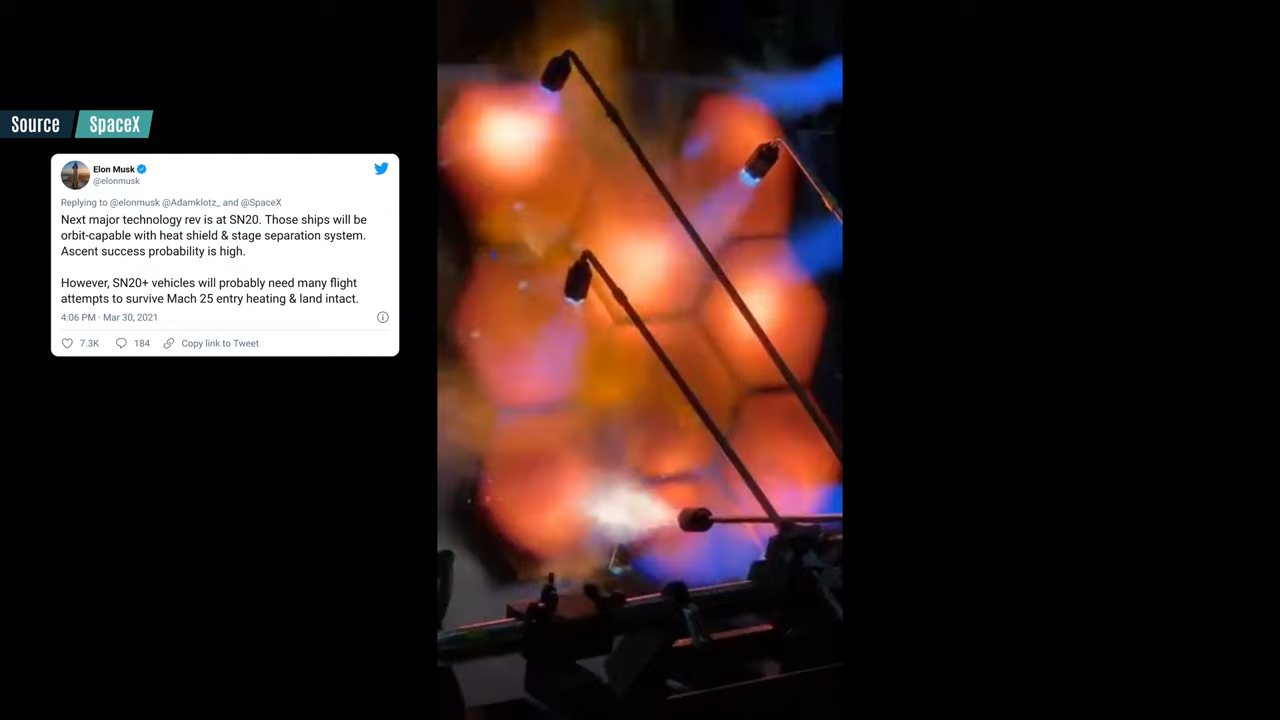 Source SpaceX
Elon Musk
@elonmusk
Replying to @elonmusk @Adamklotz_ and @SpaceX
Next major technology rev is at SN20. Those ships will be
orbit-capable with heat shield & stage separation system.
Ascent success probability is high.
However, SN20+ vehicles will probably need many flight
attempts to survive Mach 25 entry heating & land intact.
4:06 PM · Mar 30, 2021
7.3K 184 Copy link to Tweet